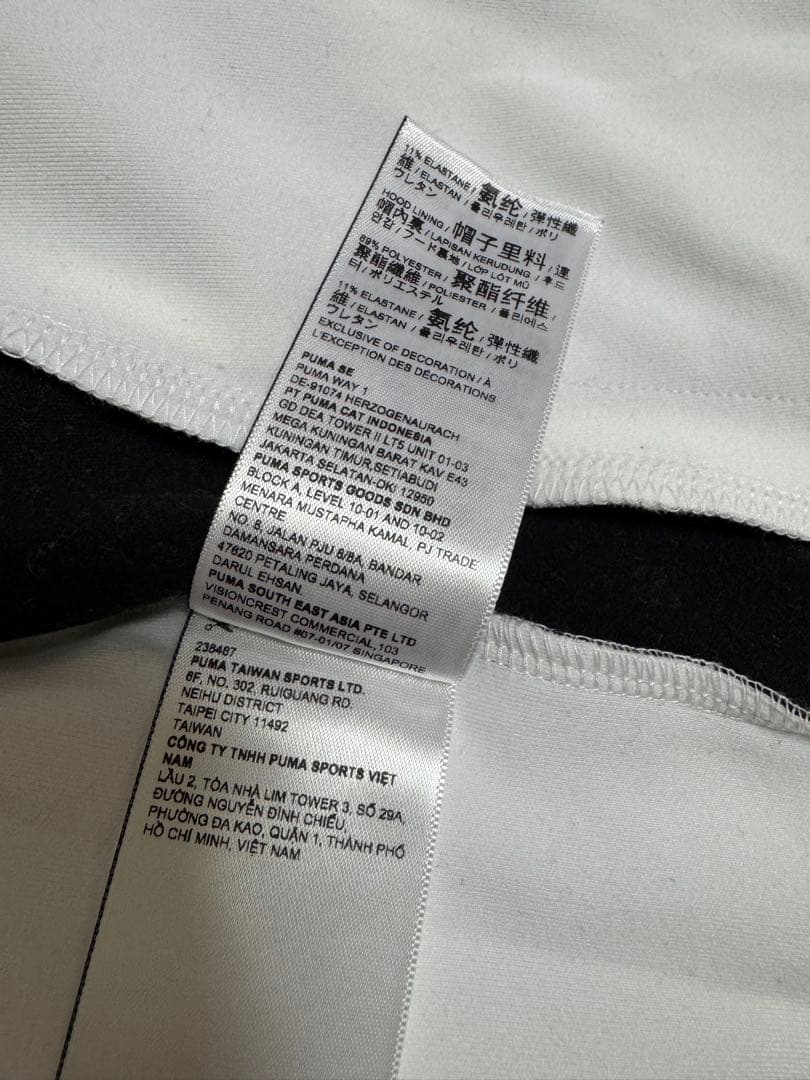 11% ELASTANE / 氨纶 / 彈性纖
維 / ELASTAN / 폴리우레탄 / ポリ
ウレタン
HOOD LINING / 帽子里料 / 連
帽內裏 / LAPISAN KERUDUNG / 후드
안감 / フード裏地 / LỚP LÓT MŨ
89% POLYESTER / 聚酯纤维 /
聚酯纖維 / POLIESTER / 폴리에스
터 / ポリエステル
11% ELASTANE / 氨纶 / 彈性纖
維 / ELASTAN / 폴리우레탄 / ポリ
ウレタン
EXCLUSIVE OF DECORATION / À
L'EXCEPTION DES DÉCORATIONS
PUMA SE
PUMA WAY 1
DE-91074 HERZOGENAURACH
PT PUMA CAT INDONESIA
GD DEA TOWER II LT5 UNIT 01-03
MEGA KUNINGAN BARAT KAV E43
KUNINGAN TIMUR,SETIABUDI
JAKARTA SELATAN-DKI 12950
PUMA SPORTS GOODS SDN BHD
BLOCK A, LEVEL 10-01 AND 10-02
MENARA MUSTAPHA KAMAL, PJ TRADE
CENTRE
NO. 8, JALAN PJU 8/8A, BANDAR
DAMANSARA PERDANA
47820 PETALING JAYA, SELANGOR
DARUL EHSAN.
PUMA SOUTH EAST ASIA PTE LTD
VISIONCREST COMMERCIAL,103
PENANG ROAD #07-01/07 SINGAPORE
238467
PUMA TAIWAN SPORTS LTD.
6F, NO. 302, RUIGUANG RD.
NEIHU DISTRICT
TAIPEI CITY 11492
TAIWAN
CÔNG TY TNHH PUMA SPORTS VIỆT
NAM
LẦU 2, TÒA NHÀ LIM TOWER 3, SỐ 29A,
ĐƯỜNG NGUYỄN ĐÌNH CHIỂU,
PHƯỜNG ĐA KAO, QUẬN 1, THÀNH PHỐ
HỒ CHÍ MINH, VIỆT NAM